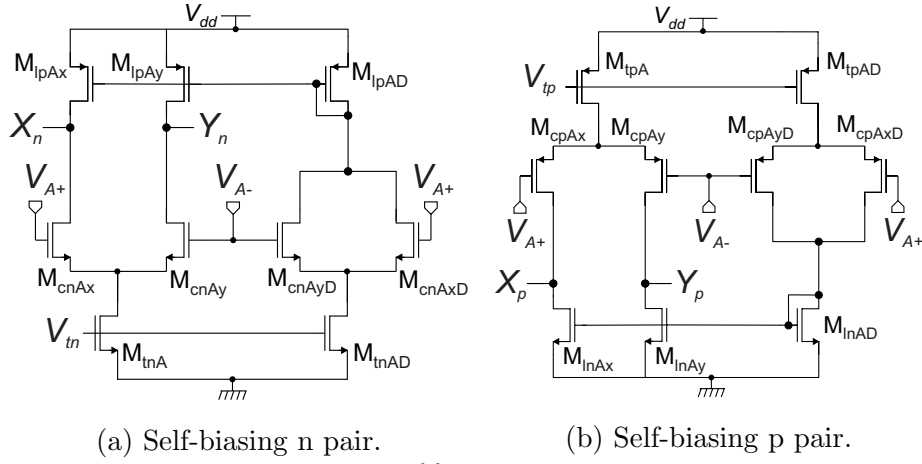 V_dd
V_dd
M_lpAx
M_lpAy
M_lpAD
M_tpA
M_tpAD
V_tp
X_n
Y_n
M_cpAx
M_cpAy
M_cpAyD
M_cpAxD
V_A+
V_A-
V_A+
V_A+
V_A-
V_A+
M_cnAx
M_cnAy
M_cnAyD
M_cnAxD
X_p
Y_p
V_tn
M_tnA
M_tnAD
M_lnAx
M_lnAy
M_lnAD
(a) Self-biasing n pair.
(b) Self-biasing p pair.